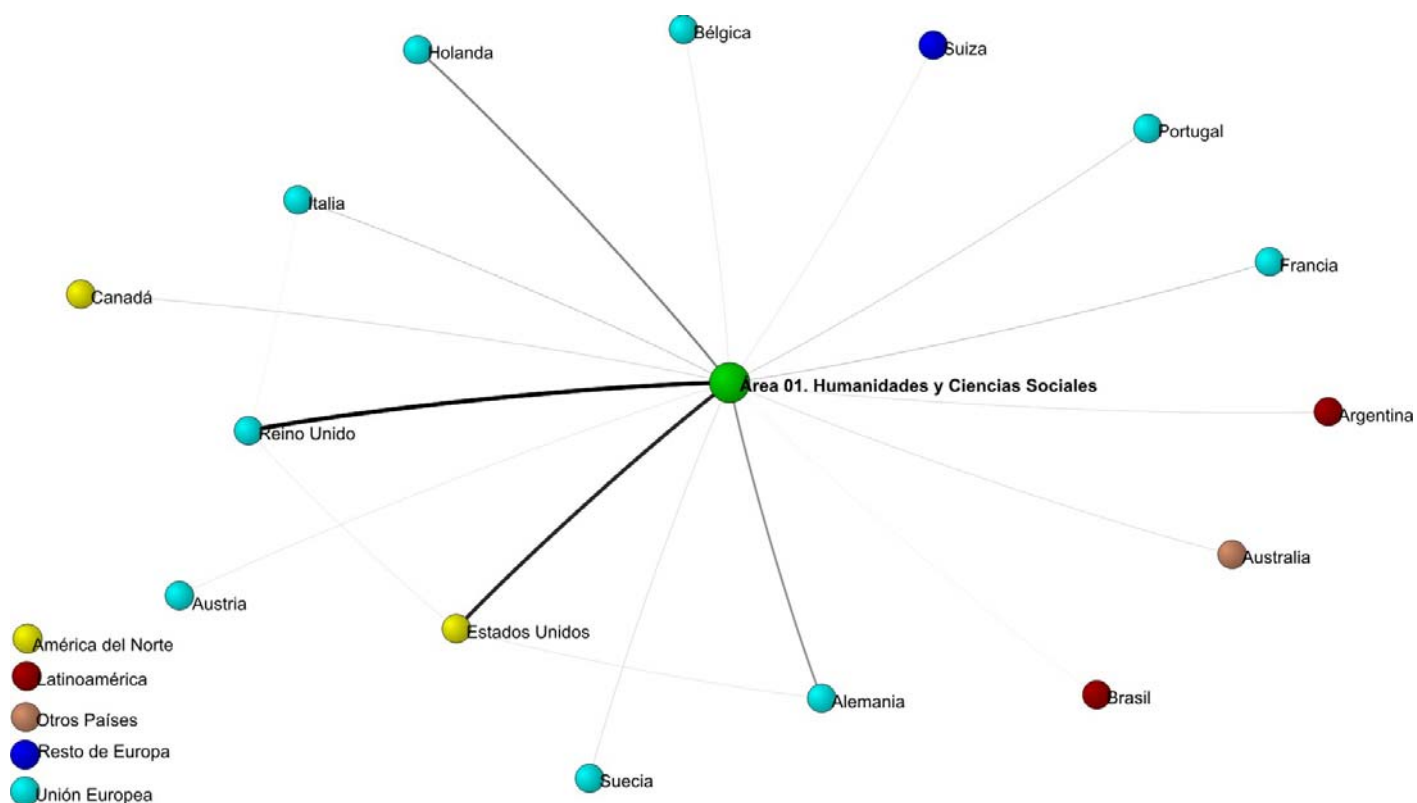 Bélgica
Holanda
Suiza
Portugal
Italia
Francia
Canadá
Área 01. Humanidades y Ciencias Sociales
Argentina
Reino Unido
Australia
Austria
Estados Unidos
América del Norte
Latinoamérica
Alemania
Brasil
Otros Países
Resto de Europa
Suecia
Unión Europea